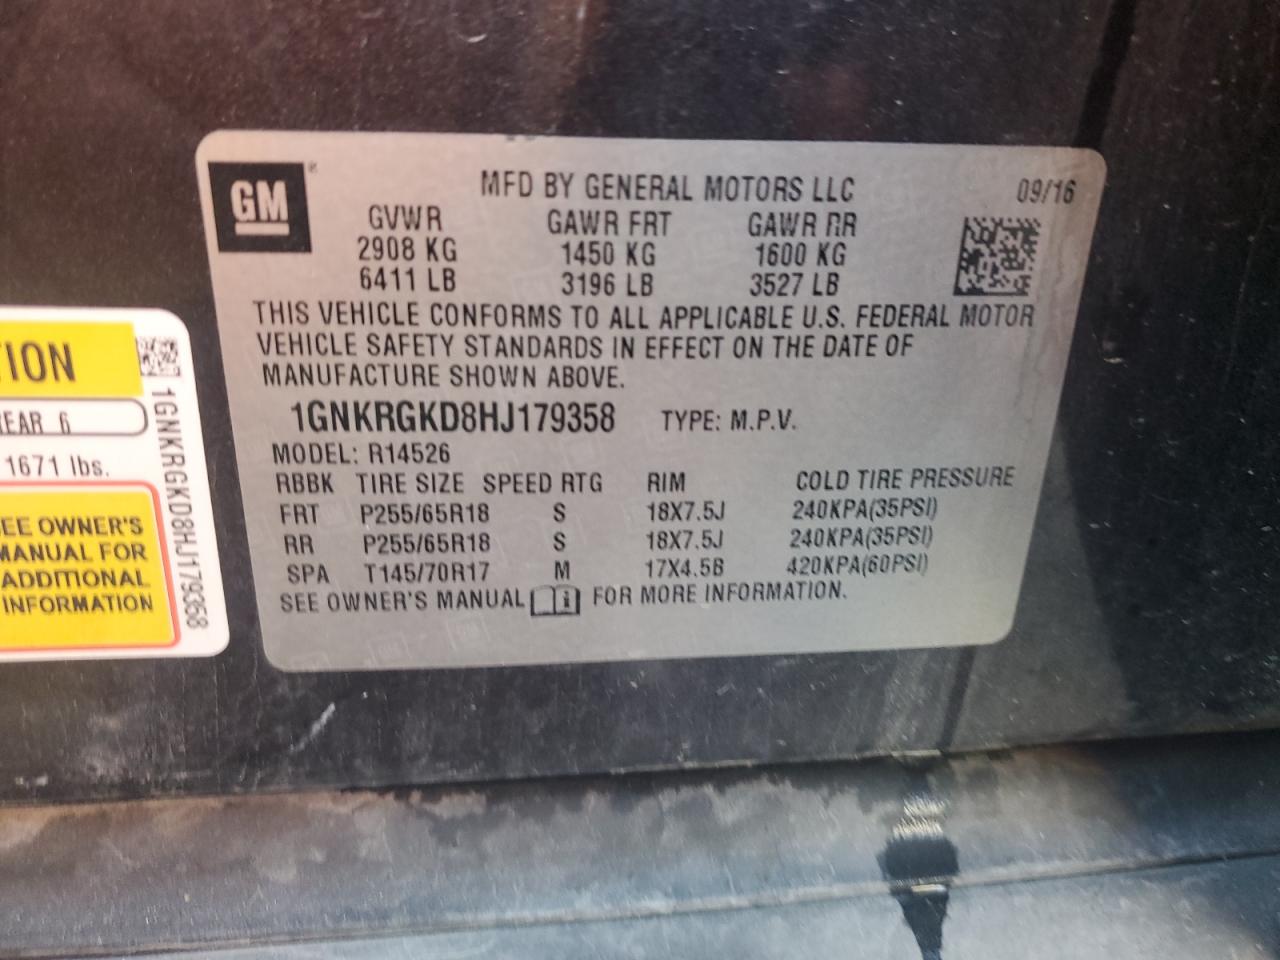 GM
MFD BY GENERAL MOTORS LLC 09/16
GVWR GAWR FRT GAWR RR
2908 KG 1450 KG 1600 KG
6411 LB 3196 LB 3527 LB
THIS VEHICLE CONFORMS TO ALL APPLICABLE U.S. FEDERAL MOTOR
VEHICLE SAFETY STANDARDS IN EFFECT ON THE DATE OF
MANUFACTURE SHOWN ABOVE.
1GNKRGKD8HJ179358 TYPE: M.P.V.
MODEL: R14526
RBBK TIRE SIZE SPEED RTG RIM COLD TIRE PRESSURE
FRT P255/65R18 S 18X7.5J 240KPA(35PSI)
RR P255/65R18 S 18X7.5J 240KPA(35PSI)
SPA T145/70R17 M 17X4.5B 420KPA(60PSI)
SEE OWNER'S MANUAL FOR MORE INFORMATION.
TION
REAR 6
1671 lbs.
SEE OWNER'S
MANUAL FOR
ADDITIONAL
INFORMATION
1GNKRGKD8HJ179358